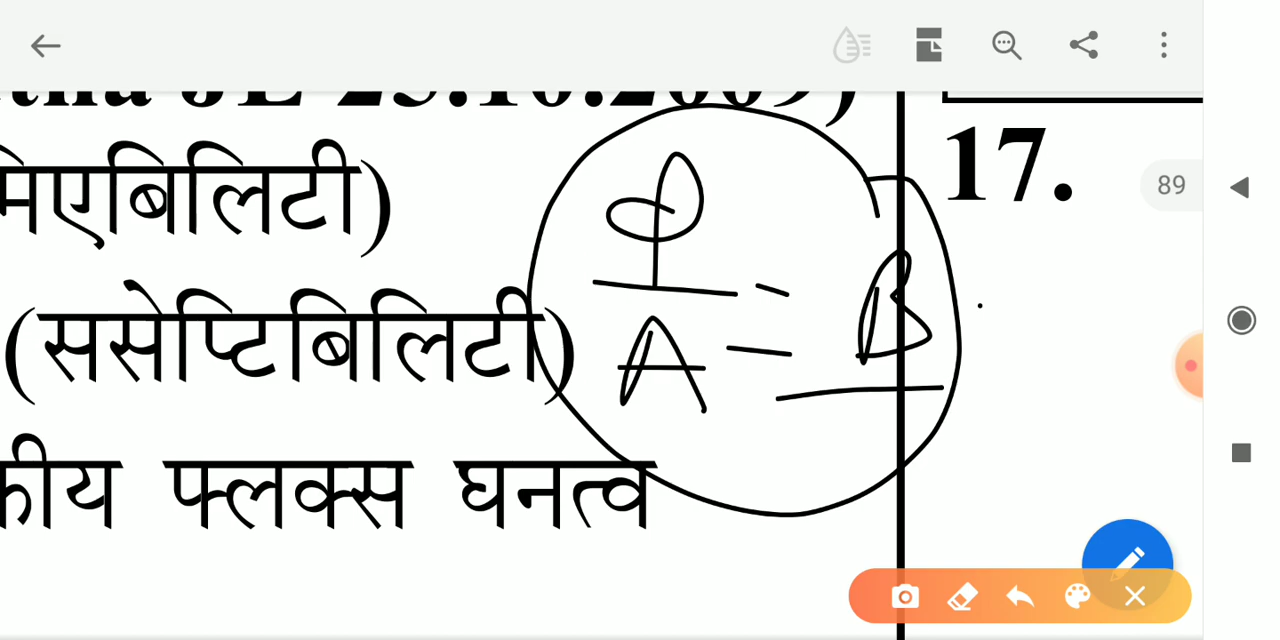 17.
89
मिएबिलिटी)
(ससेप्टिबिलिटी)
फ्लक्स घनत्व
φ/A = B